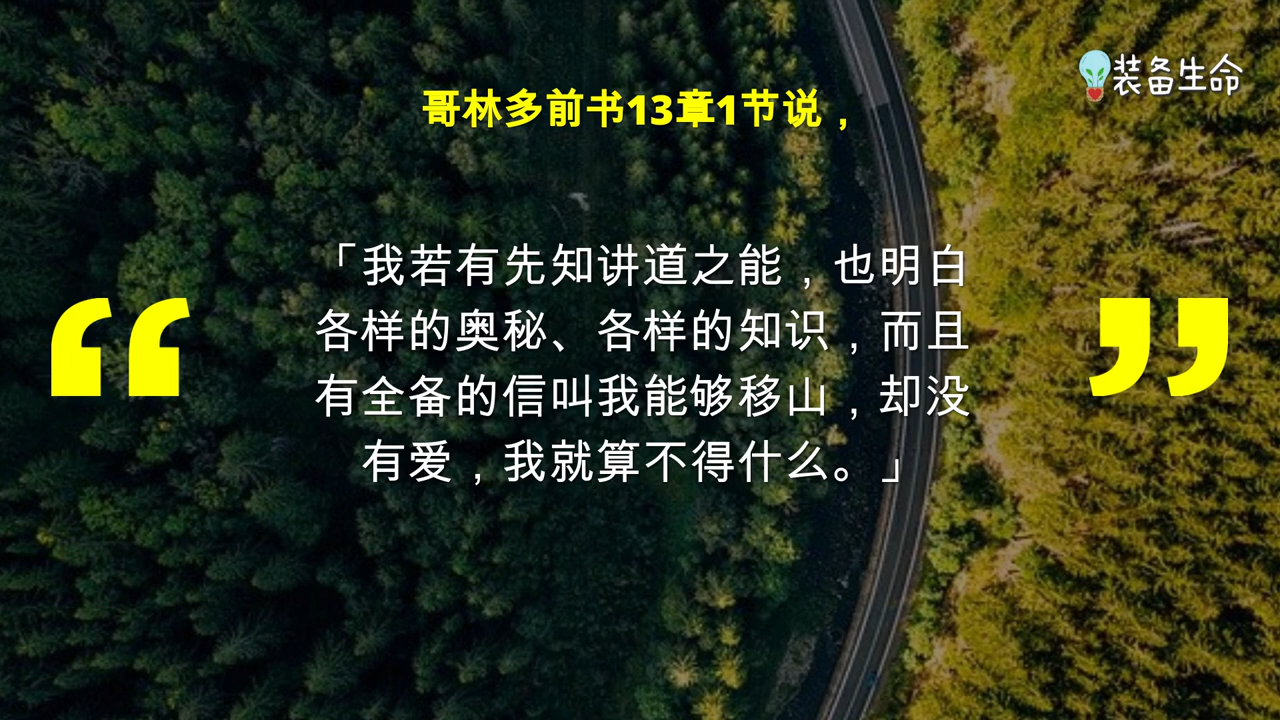 装备生命
哥林多前书13章1节说，
「我若有先知讲道之能，也明白
各样的奥秘、各样的知识，而且
有全备的信叫我能够移山，却没
有爱，我就算不得什么。」